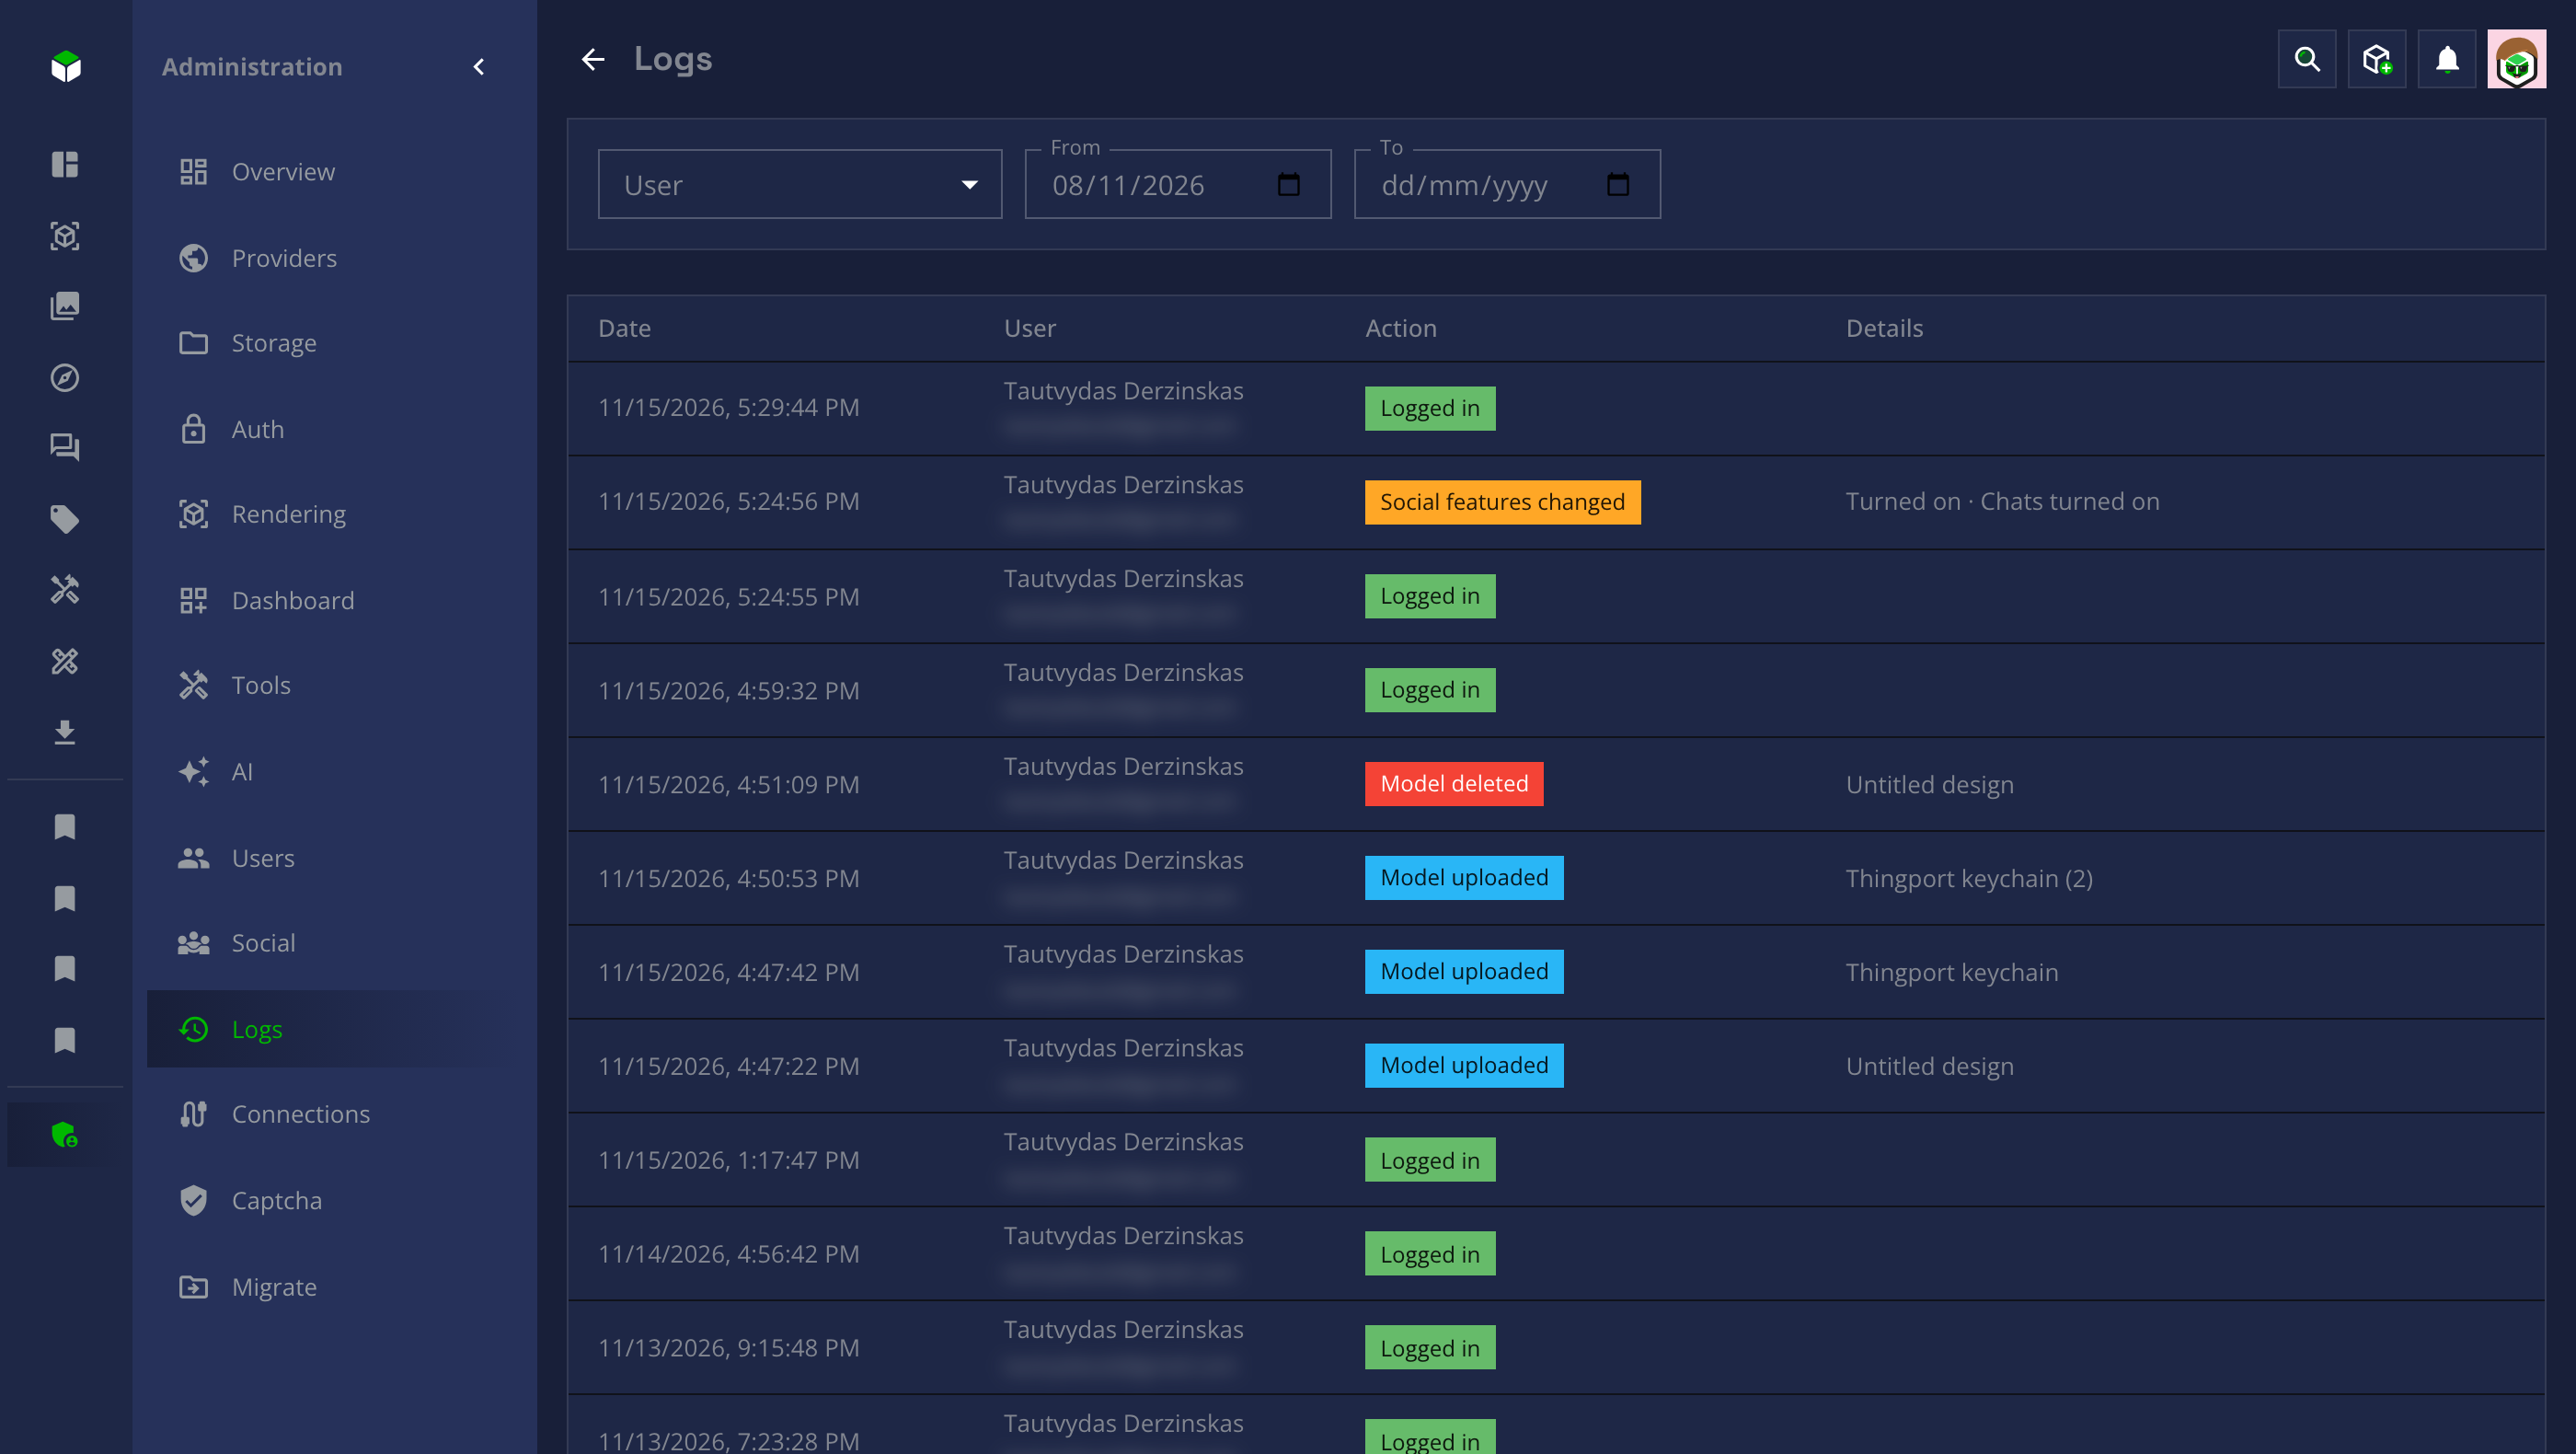 Administration
Overview
Providers
Storage
Auth
Rendering
Dashboard
Tools
AI
Users
Social
Logs
Connections
Captcha
Migrate
Logs
User
From
08/11/2026
To
dd/mm/yyyy
Date User Action Details
11/15/2026, 5:29:44 PM Tautvydas Derzinskas Logged in
11/15/2026, 5:24:56 PM Tautvydas Derzinskas Social features changed Turned on · Chats turned on
11/15/2026, 5:24:55 PM Tautvydas Derzinskas Logged in
11/15/2026, 4:59:32 PM Tautvydas Derzinskas Logged in
11/15/2026, 4:51:09 PM Tautvydas Derzinskas Model deleted Untitled design
11/15/2026, 4:50:53 PM Tautvydas Derzinskas Model uploaded Thingport keychain (2)
11/15/2026, 4:47:42 PM Tautvydas Derzinskas Model uploaded Thingport keychain
11/15/2026, 4:47:22 PM Tautvydas Derzinskas Model uploaded Untitled design
11/15/2026, 1:17:47 PM Tautvydas Derzinskas Logged in
11/14/2026, 4:56:42 PM Tautvydas Derzinskas Logged in
11/13/2026, 9:15:48 PM Tautvydas Derzinskas Logged in
11/13/2026, 7:23:28 PM Tautvydas Derzinskas Logged in